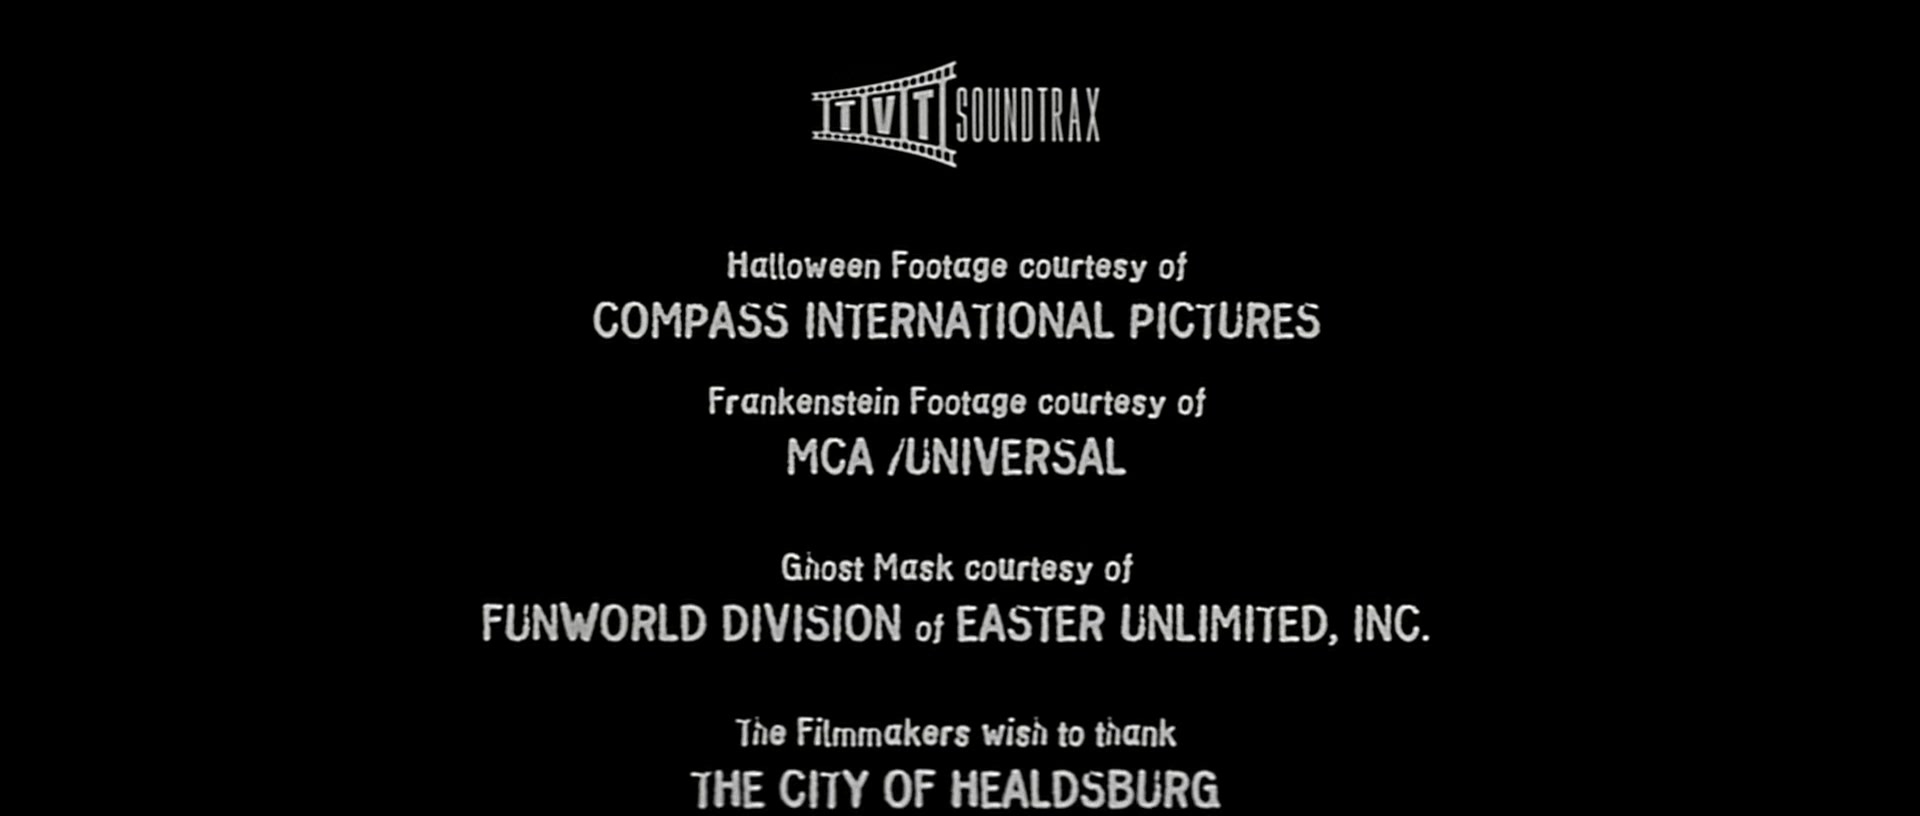 TVT SOUNDTRAX
Halloween Footage courtesy of
COMPASS INTERNATIONAL PICTURES
Frankenstein Footage courtesy of
MCA /UNIVERSAL
Ghost Mask courtesy of
FUNWORLD DIVISION of EASTER UNLIMITED, INC.
The Filmmakers wish to thank
THE CITY OF HEALDSBURG